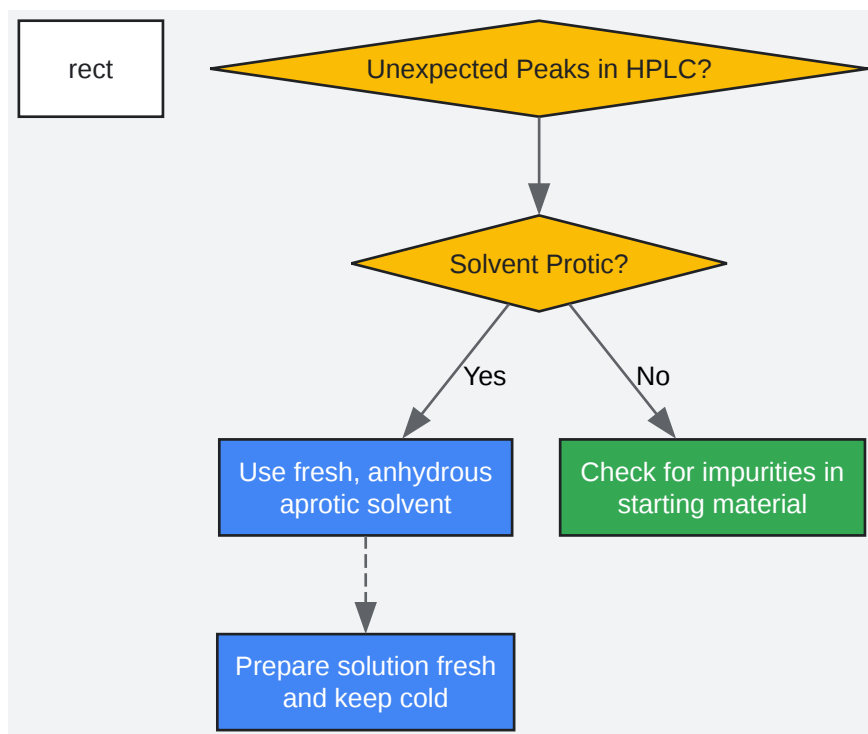 rect
Unexpected Peaks in HPLC?
Solvent Protic?
Yes
No
Use fresh, anhydrous
aprotic solvent
Check for impurities in
starting material
Prepare solution fresh
and keep cold